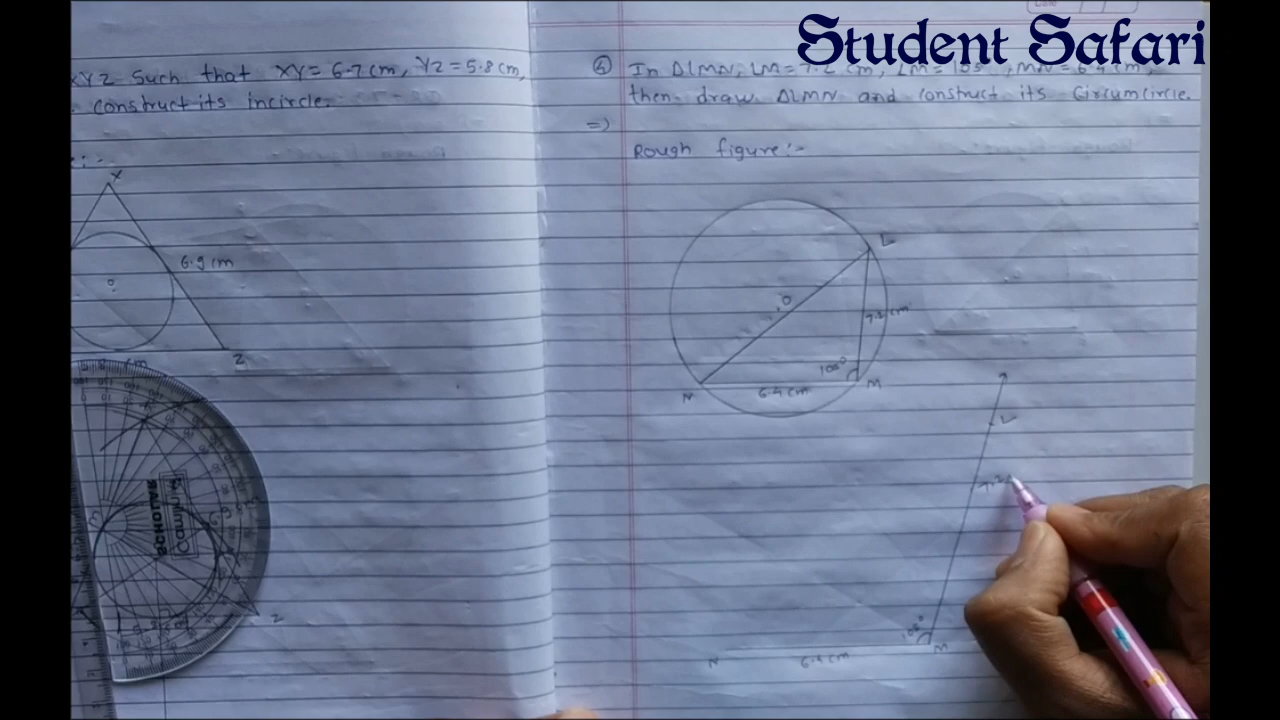 Student Safari
XYZ Such that XY = 6.7 cm, YZ = 5.8 cm,
construct its incircle.
X
6.9 cm
Z
cm
Z
④ In ΔLMN, LM = 7.2 cm, ∠M = 105°, MN = 6.4 cm,
then draw ΔLMN and construct its Circumcircle.
=)
Rough figure:-
L
O
7.2 cm
105°
N
6.4 cm
M
L
7.2
105°
N
6.4 cm
M